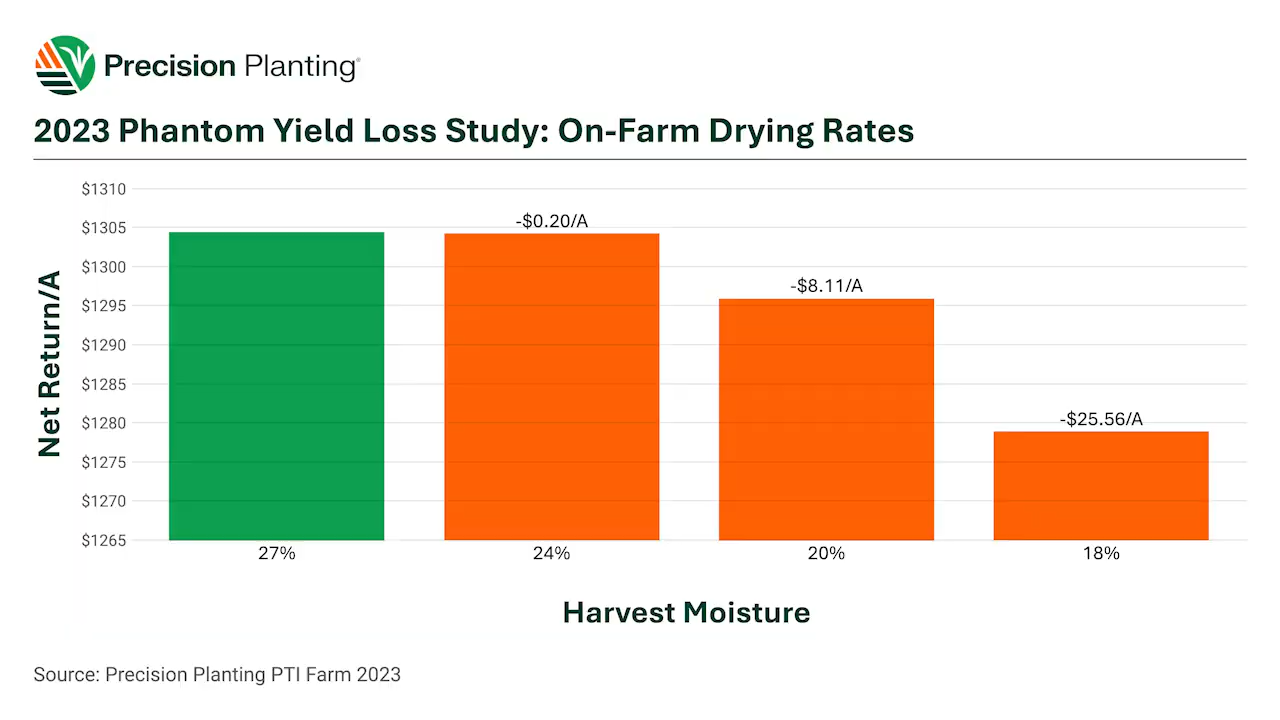 Precision Planting®
2023 Phantom Yield Loss Study: On-Farm Drying Rates
Net Return/A
$1310
$1305
$1300
$1295
$1290
$1285
$1280
$1275
$1270
$1265
-$0.20/A
-$8.11/A
-$25.56/A
27%
24%
20%
18%
Harvest Moisture
Source: Precision Planting PTI Farm 2023